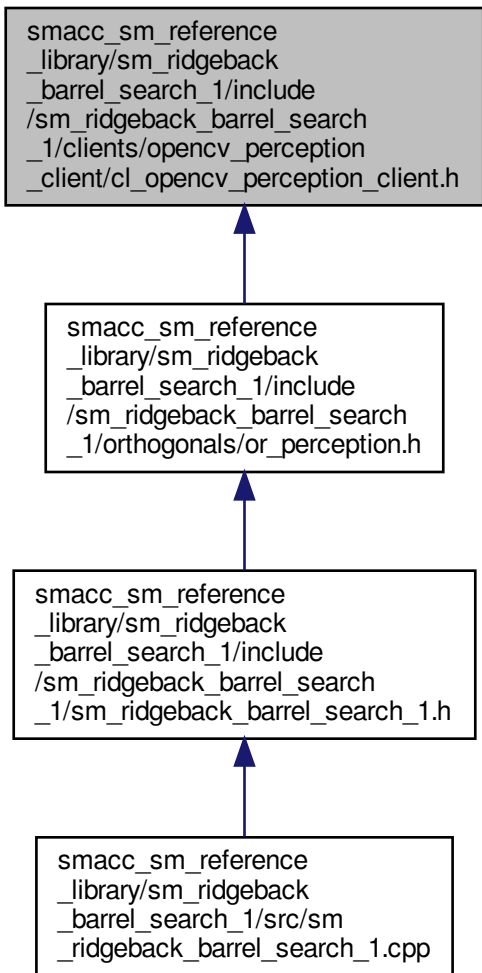 smacc_sm_reference
_library/sm_ridgeback
_barrel_search_1/include
/sm_ridgeback_barrel_search
_1/clients/opencv_perception
_client/cl_opencv_perception_client.h
smacc_sm_reference
_library/sm_ridgeback
_barrel_search_1/include
/sm_ridgeback_barrel_search
_1/orthogonals/or_perception.h
smacc_sm_reference
_library/sm_ridgeback
_barrel_search_1/include
/sm_ridgeback_barrel_search
_1/sm_ridgeback_barrel_search_1.h
smacc_sm_reference
_library/sm_ridgeback
_barrel_search_1/src/sm
_ridgeback_barrel_search_1.cpp